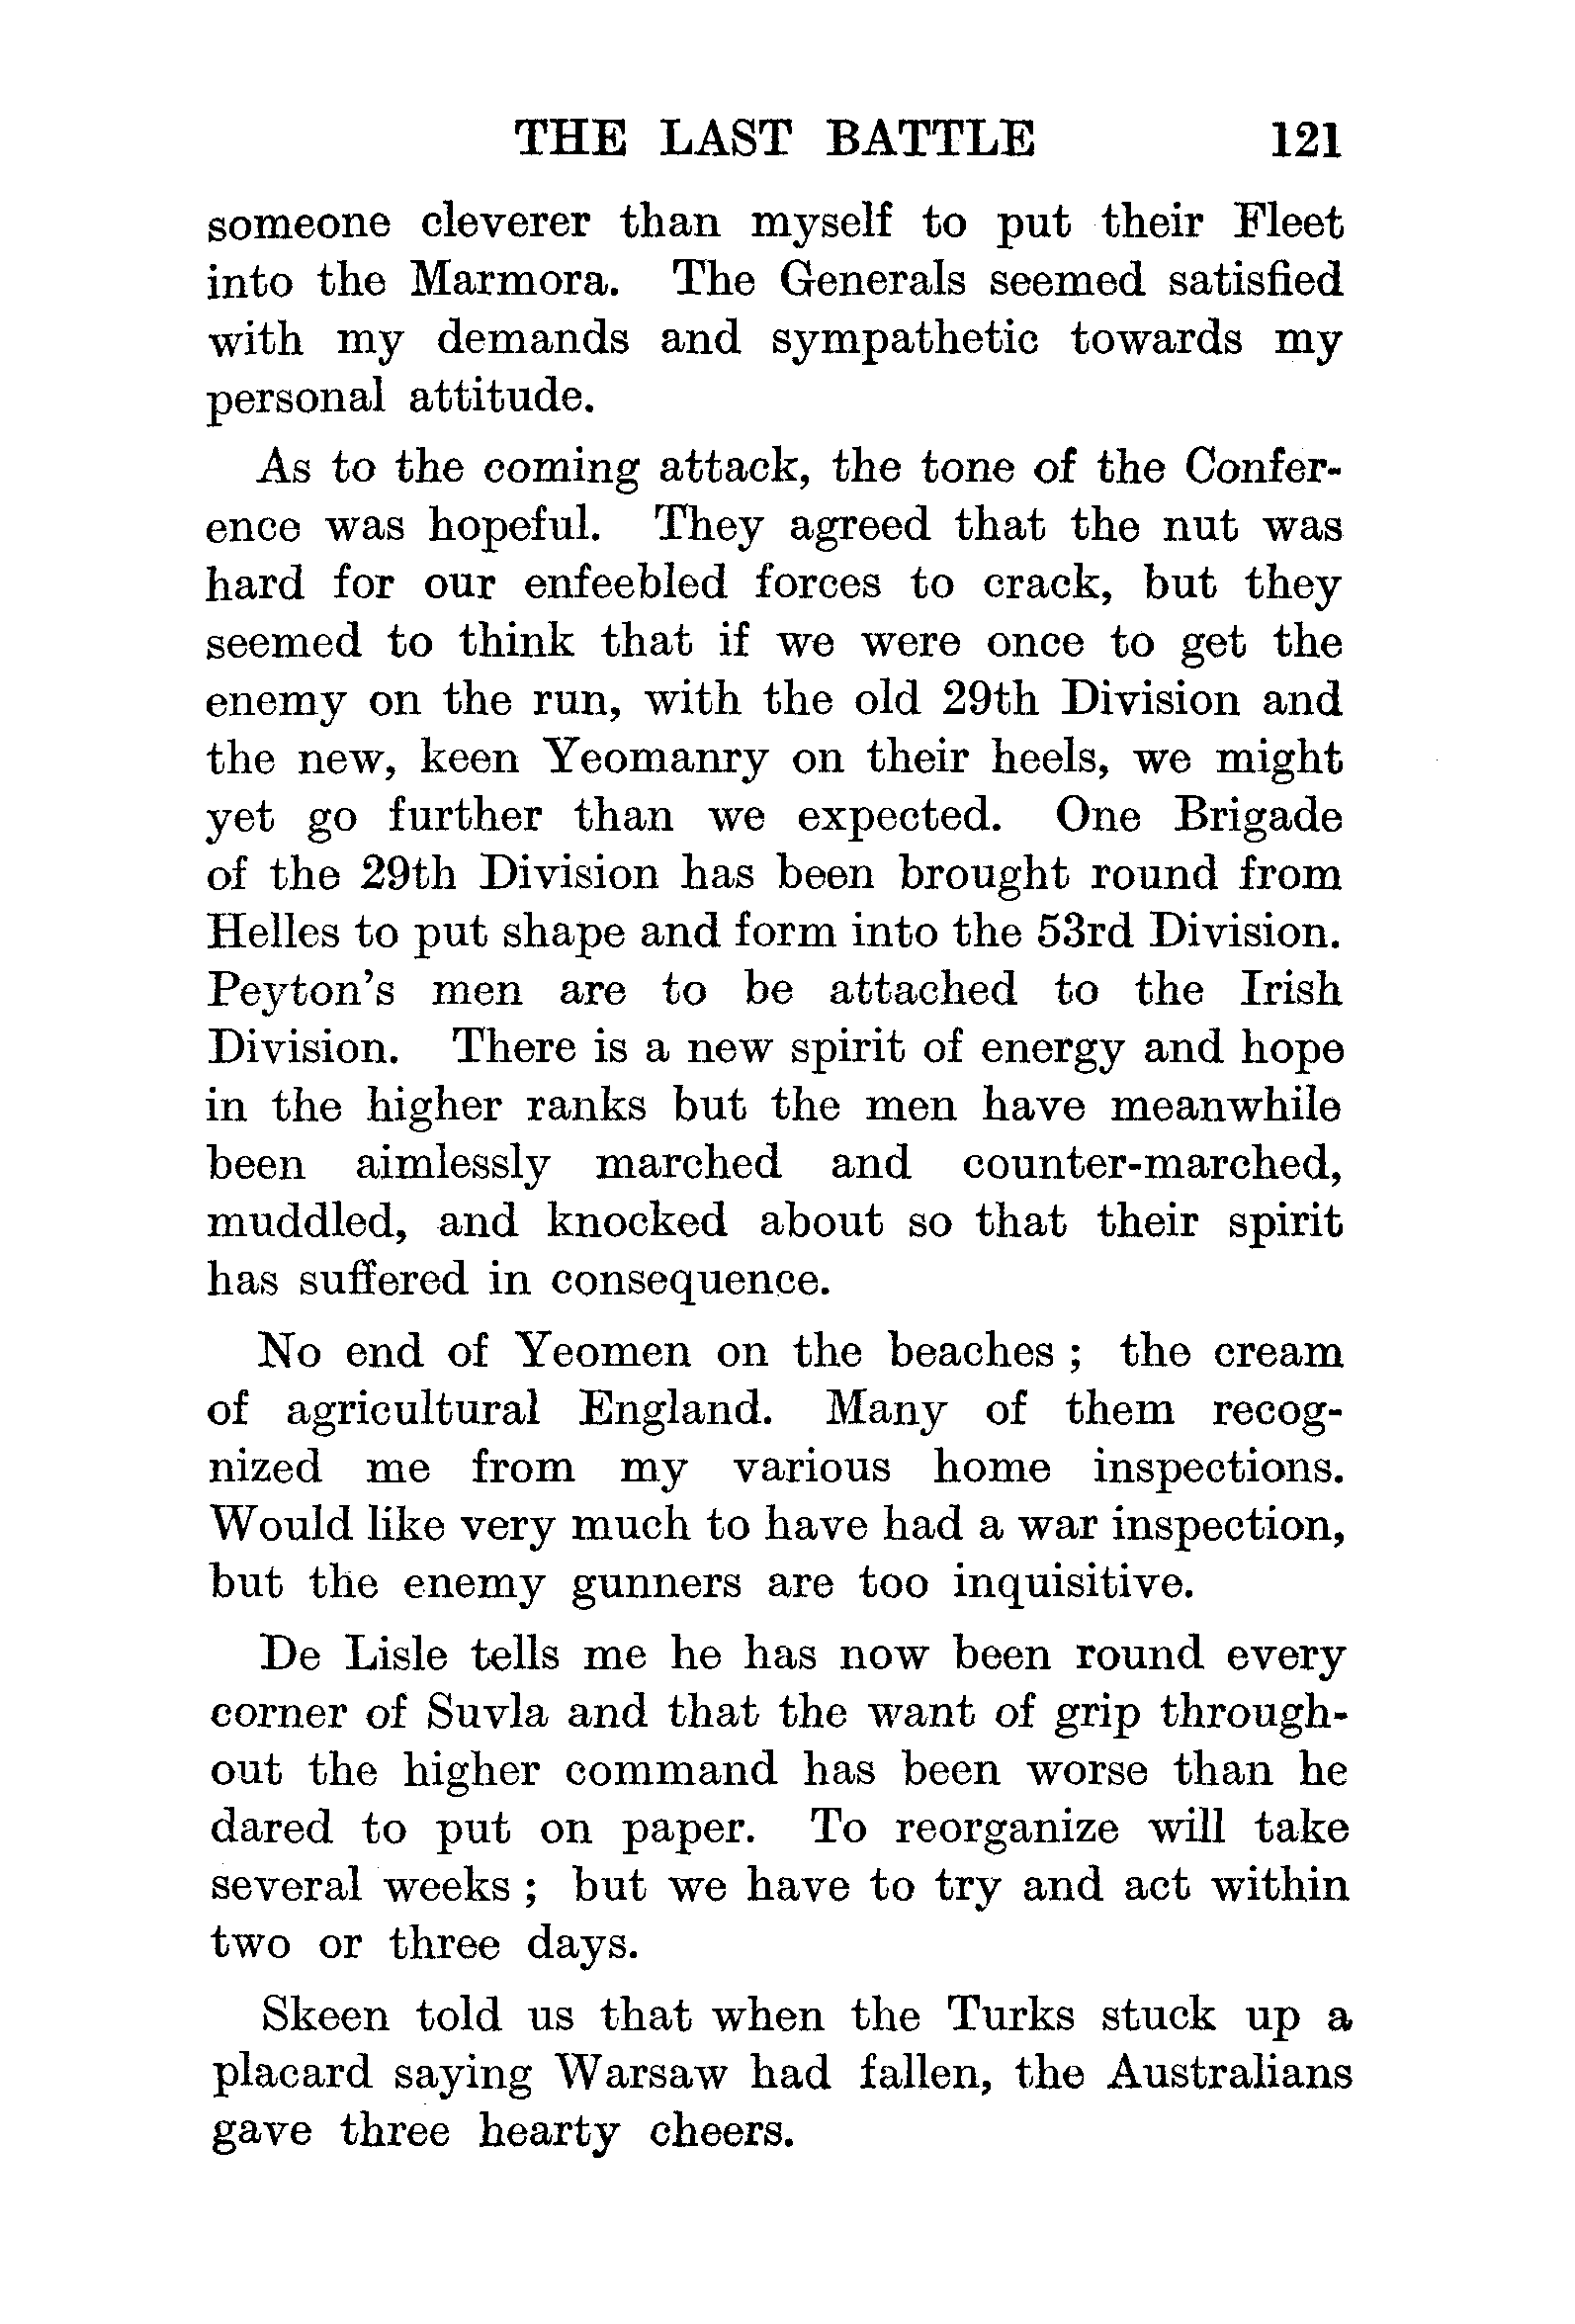 THE LAST BATTLE 121
someone cleverer than myself to put their Fleet
into the Marmora. The Generals seemed satisfied
with my demands and sympathetic towards my
personal attitude.
As to the coming attack, the tone of the Confer-
ence was hopeful. They agreed that the nut was
hard for our enfeebled forces to crack, but they
seemed to think that if we were once to get the
enemy on the run, with the old 29th Division and
the new, keen Yeomanry on their heels, we might
yet go further than we expected. One Brigade
of the 29th Division has been brought round from
Helles to put shape and form into the 53rd Division.
Peyton's men are to be attached to the Irish
Division. There is a new spirit of energy and hope
in the higher ranks but the men have meanwhile
been aimlessly marched and counter-marched,
muddled, and knocked about so that their spirit
has suffered in consequence.
No end of Yeomen on the beaches ; the cream
of agricultural England. Many of them recog-
nized me from my various home inspections.
Would like very much to have had a war inspection,
but the enemy gunners are too inquisitive.
De Lisle tells me he has now been round every
corner of Suvla and that the want of grip through-
out the higher command has been worse than he
dared to put on paper. To reorganize will take
several weeks ; but we have to try and act within
two or three days.
Skeen told us that when the Turks stuck up a
placard saying Warsaw had fallen, the Australians
gave three hearty cheers.